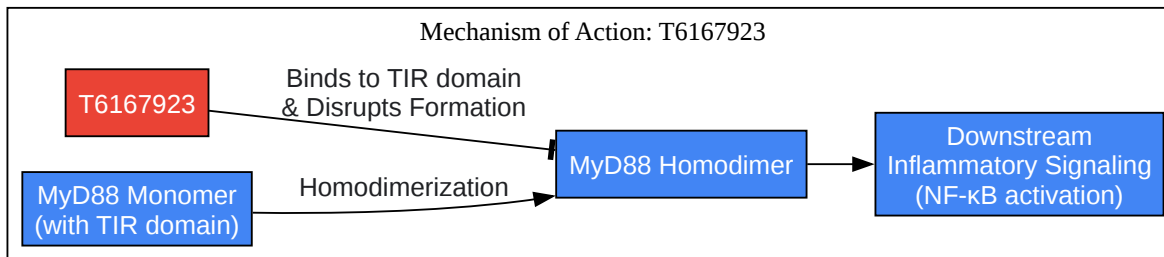 Mechanism of Action: T6167923
T6167923
Binds to TIR domain
& Disrupts Formation
MyD88 Monomer
(with TIR domain)
Homodimerization
MyD88 Homodimer
Downstream
Inflammatory Signaling
(NF-κB activation)